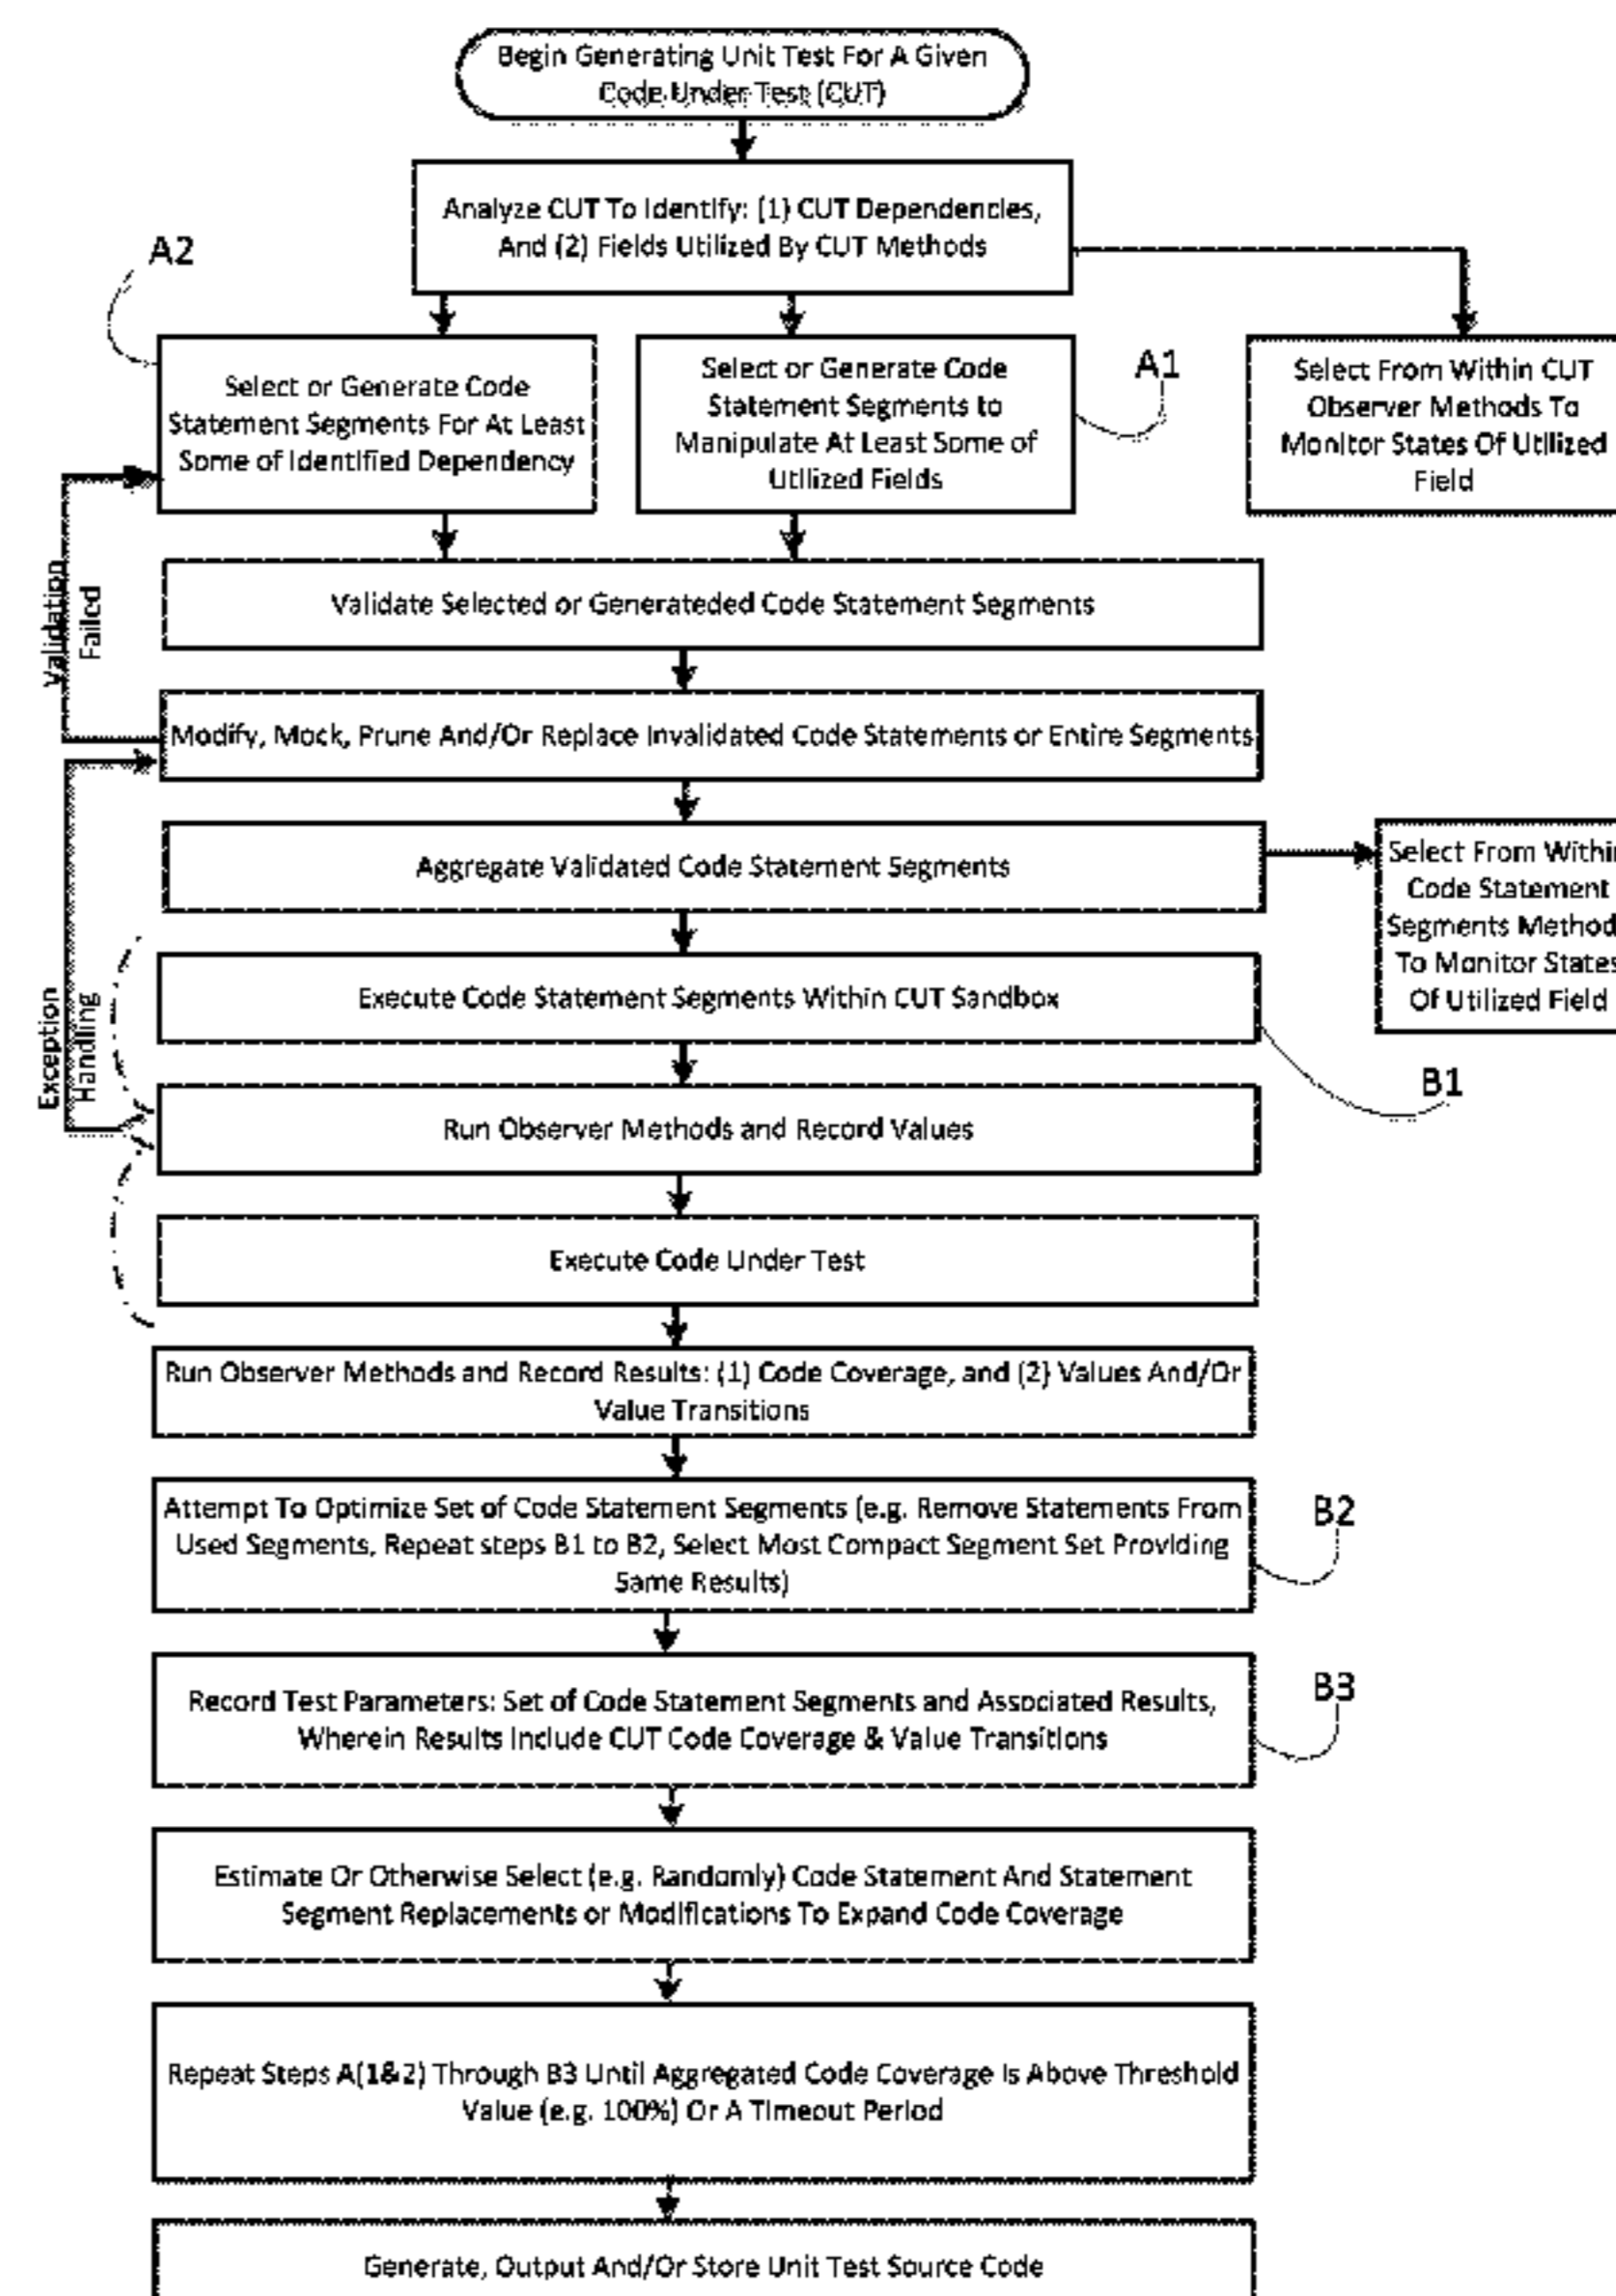 Begin Generating Unit Test For A Given
Code Under Test (CUT)
Analyze CUT To Identify: (1) CUT Dependencies,
And (2) Fields Utilized By CUT Methods
A2
Select or Generate Code
Statement Segments For At Least
Some of Identified Dependency
Select or Generate Code
Statement Segments to
Manipulate At Least Some of
Utilized Fields
A1
Select From Within CUT
Observer Methods To
Monitor States Of Utilized
Field
Validation
Failed
Validate Selected or Generateded Code Statement Segments
Modify, Mock, Prune And/Or Replace Invalidated Code Statements or Entire Segments
Aggregate Validated Code Statement Segments
Select From Within
Code Statement
Segments Method
To Monitor States
Of Utilized Field
Exception
Handling
Execute Code Statement Segments Within CUT Sandbox
B1
Run Observer Methods and Record Values
Execute Code Under Test
Run Observer Methods and Record Results: (1) Code Coverage, and (2) Values And/Or
Value Transitions
Attempt To Optimize Set of Code Statement Segments (e.g. Remove Statements From
Used Segments, Repeat steps B1 to B2, Select Most Compact Segment Set Providing
Same Results)
B2
Record Test Parameters: Set of Code Statement Segments and Associated Results,
Wherein Results Include CUT Code Coverage & Value Transitions
B3
Estimate Or Otherwise Select (e.g. Randomly) Code Statement And Statement
Segment Replacements or Modifications To Expand Code Coverage
Repeat Steps A(1&2) Through B3 Until Aggregated Code Coverage Is Above Threshold
Value (e.g. 100%) Or A Timeout Period
Generate, Output And/Or Store Unit Test Source Code